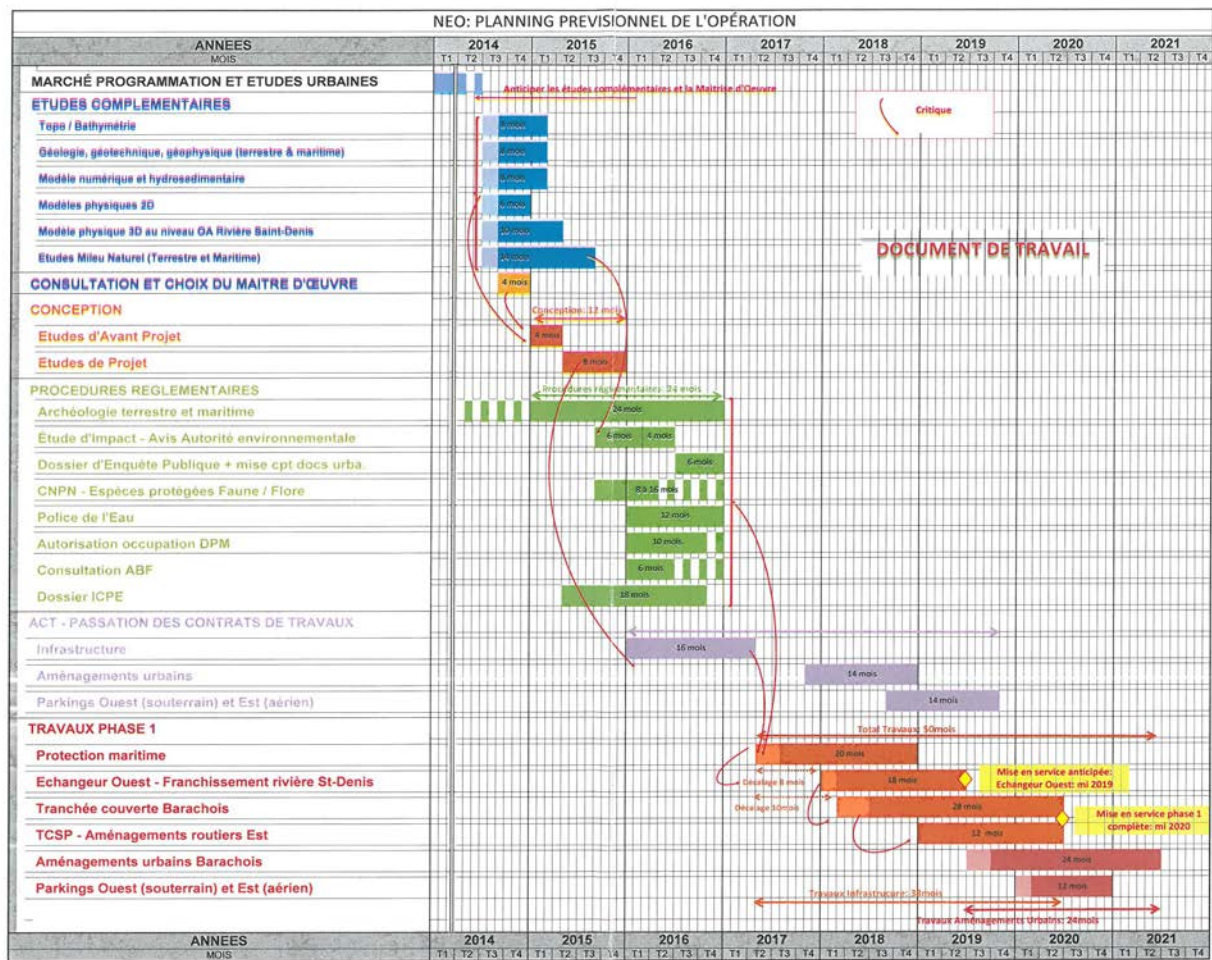 NEO: PLANNING PREVISIONNEL DE L'OPÉRATION
ANNEES 2014 2015 2016 2017 2018 2019 2020 2021
MOIS T1 T2 T3 T4 T1 T2 T3 T4 T1 T2 T3 T4 T1 T2 T3 T4 T1 T2 T3 T4 T1 T2 T3 T4 T1 T2 T3 T4 T1 T2 T3 T4
MARCHÉ PROGRAMMATION ET ETUDES URBAINES
Anticiper les études complémentaires et la Maitrise d'Oeuvre
ETUDES COMPLEMENTAIRES
Critique
Topo / Bathymétrie
Géologie, géotechnique, géophysique (terrestre & maritime)
Modèle numérique et hydrosedimentaire
Modèles physiques 2D 6 mois
Modèle physique 3D au niveau OA Rivière Saint-Denis 10 mois
DOCUMENT DE TRAVAIL
Etudes Mileu Naturel (Terrestre et Maritime) 14 mois
CONSULTATION ET CHOIX DU MAITRE D'ŒUVRE 4 mois
CONCEPTION Conception: 12 mois
Etudes d'Avant Projet 4 mois
Etudes de Projet 8 mois
PROCEDURES REGLEMENTAIRES Procédures réglementaires: 24 mois
Archéologie terrestre et maritime 24 mois
Étude d'Impact - Avis Autorité environnementale 6 mois 4 mois
Dossier d'Enquête Publique + mise cpt docs urba. 6 mois
CNPN - Espèces protégées Faune / Flore 8 à 16 mois
Police de l'Eau 12 mois
Autorisation occupation DPM 10 mois
Consultation ABF 6 mois
Dossier ICPE 18 mois
ACT - PASSATION DES CONTRATS DE TRAVAUX
Infrastructure 16 mois
Aménagements urbains 14 mois
Parkings Ouest (souterrain) et Est (aérien) 14 mois
TRAVAUX PHASE 1 Total Travaux: 50mois
Protection maritime 20 mois
Echangeur Ouest - Franchissement rivière St-Denis Décalage 8 mois 18 mois
Mise en service anticipée:
Echangeur Ouest: mi 2019
Tranchée couverte Barachois Décalage 10mois 28 mois
Mise en service phase 1
complète: mi 2020
TCSP - Aménagements routiers Est 12 mois
Aménagements urbains Barachois 24 mois
Parkings Ouest (souterrain) et Est (aérien) 12 mois
Travaux Infrastrucure: 38mois
Travaux Aménagements Urbains: 24mois
ANNEES 2014 2015 2016 2017 2018 2019 2020 2021
MOIS T1 T2 T3 T4 T1 T2 T3 T4 T1 T2 T3 T4 T1 T2 T3 T4 T1 T2 T3 T4 T1 T2 T3 T4 T1 T2 T3 T4 T1 T2 T3 T4